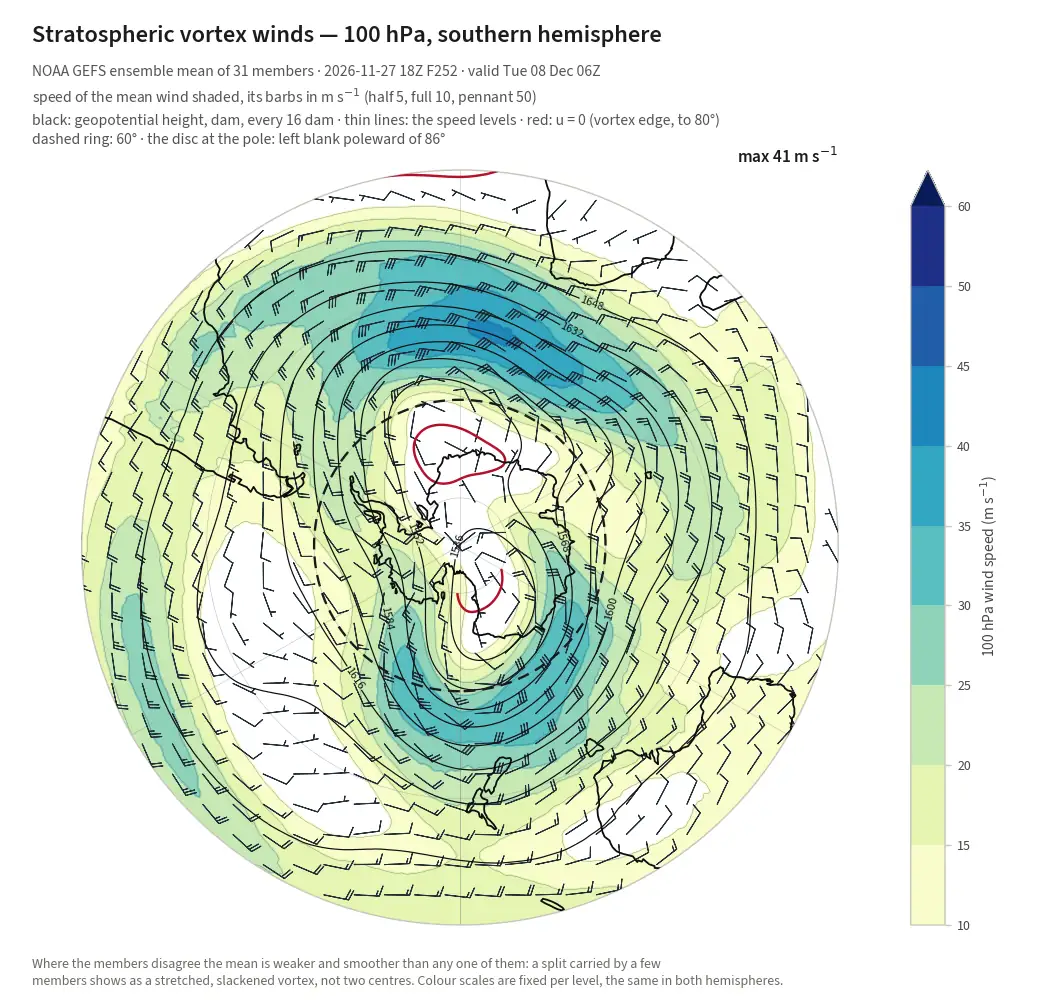 Stratospheric vortex winds — 100 hPa, southern hemisphere
NOAA GEFS ensemble mean of 31 members · 2026-11-27 18Z F252 · valid Tue 08 Dec 06Z
speed of the mean wind shaded, its barbs in m s⁻¹ (half 5, full 10, pennant 50)
black: geopotential height, dam, every 16 dam · thin lines: the speed levels · red: u = 0 (vortex edge, to 80°)
dashed ring: 60° · the disc at the pole: left blank poleward of 86°
max 41 m s⁻¹
1648
1632
1568
1536
1600
1584
1616
60
50
45
40
35
30
25
20
15
10
100 hPa wind speed (m s⁻¹)
Where the members disagree the mean is weaker and smoother than any one of them: a split carried by a few
members shows as a stretched, slackened vortex, not two centres. Colour scales are fixed per level, the same in both hemispheres.